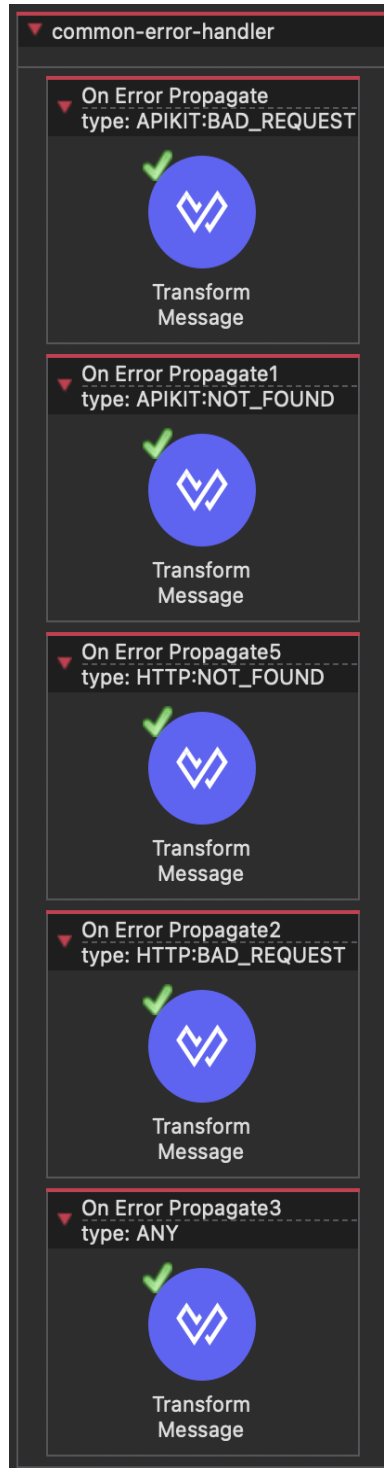 common-error-handler
On Error Propagate
type: APIKIT:BAD_REQUEST
Transform
Message
On Error Propagate1
type: APIKIT:NOT_FOUND
Transform
Message
On Error Propagate5
type: HTTP:NOT_FOUND
Transform
Message
On Error Propagate2
type: HTTP:BAD_REQUEST
Transform
Message
On Error Propagate3
type: ANY
Transform
Message